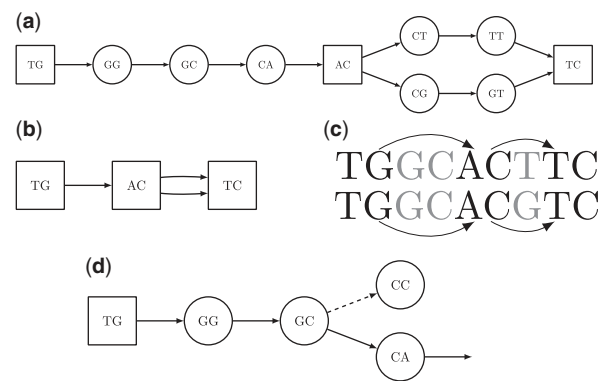 (a)
CT TT
TG GG GC CA AC TC
CG GT
(b)
TG AC TC
(c)
TGGCACTTC
TGGCACGTC
(d)
CC
TG GG GC
CA